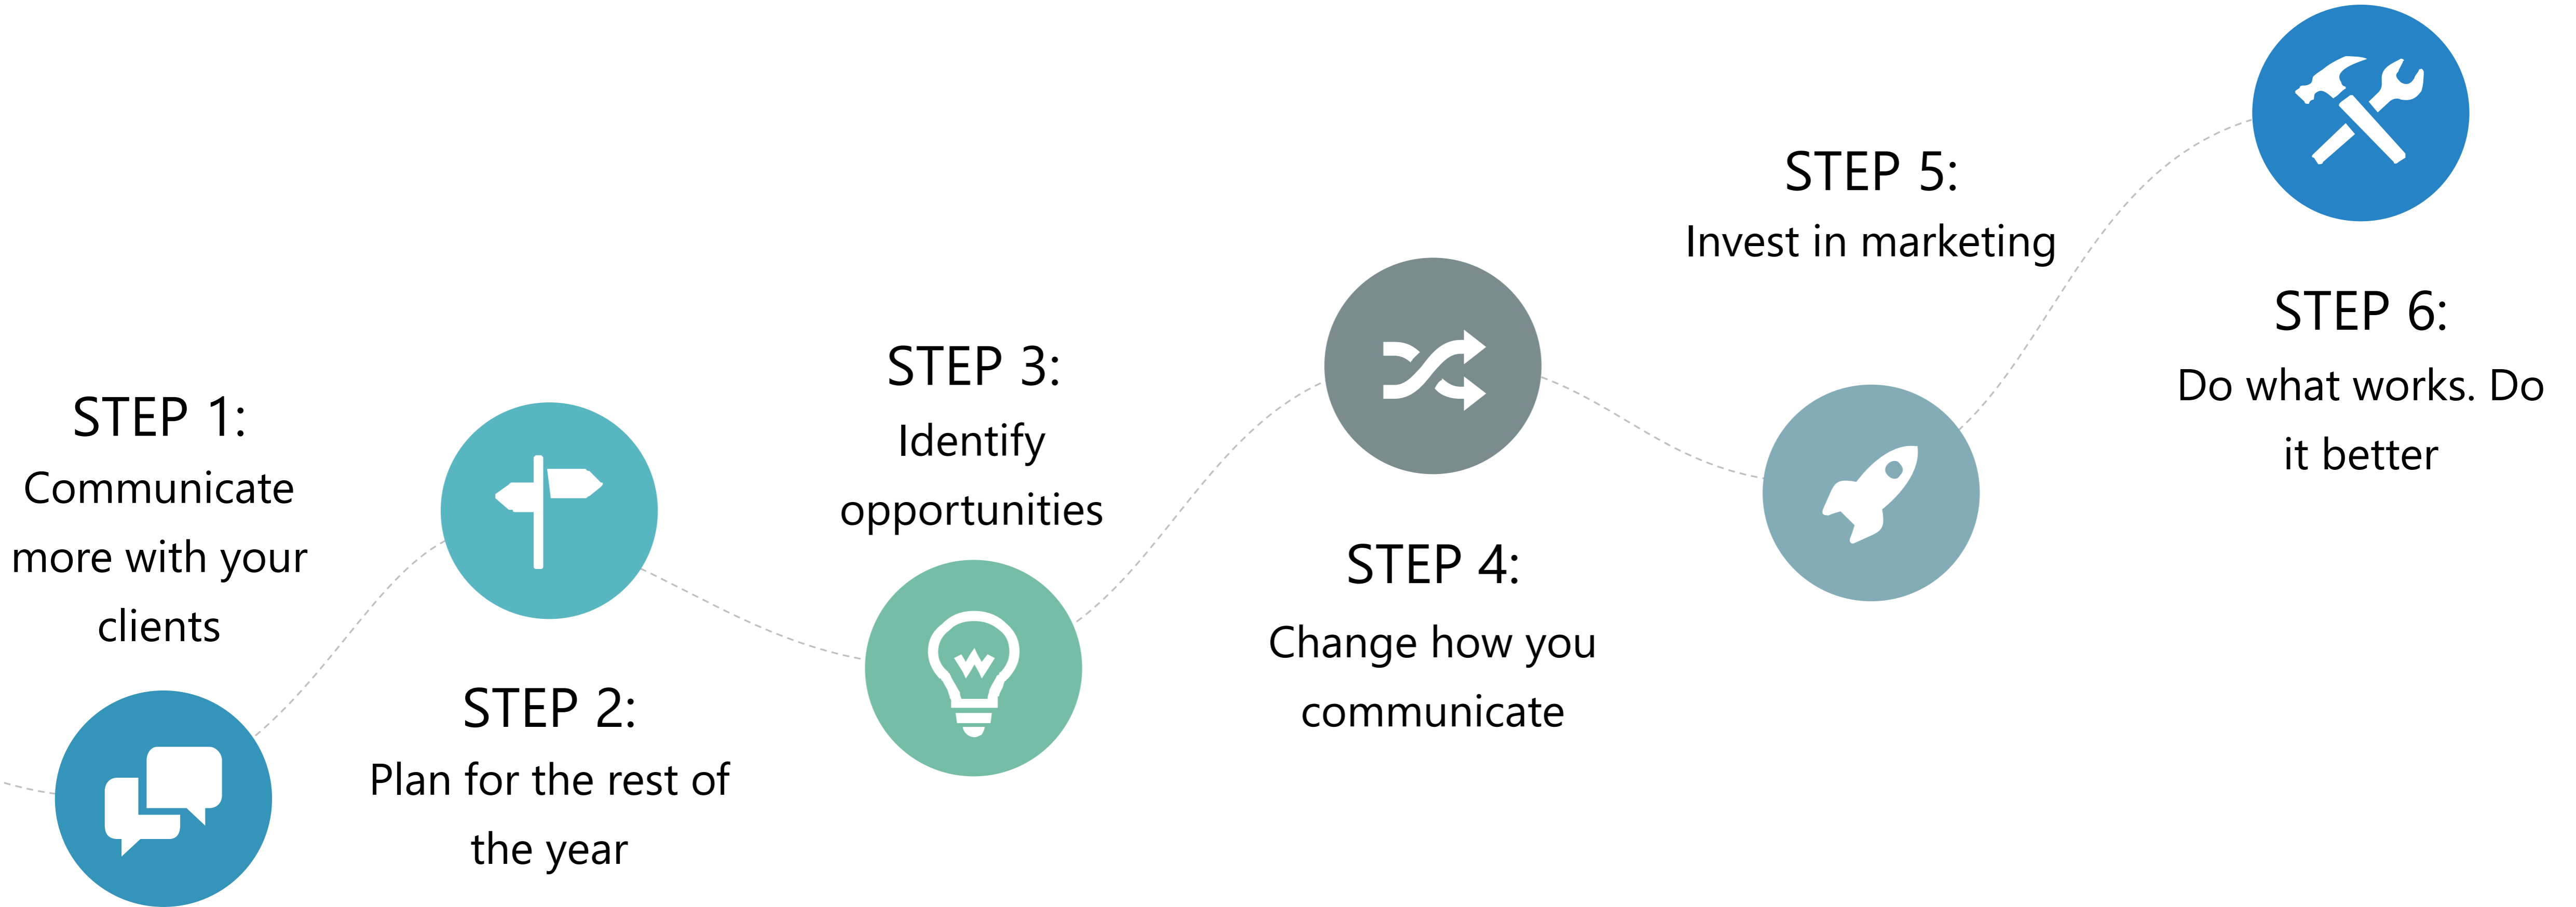 STEP 1:
Communicate
more with your
clients
STEP 2:
Plan for the rest of
the year
STEP 3:
Identify
opportunities
STEP 4:
Change how you
communicate
STEP 5:
Invest in marketing
STEP 6:
Do what works. Do
it better